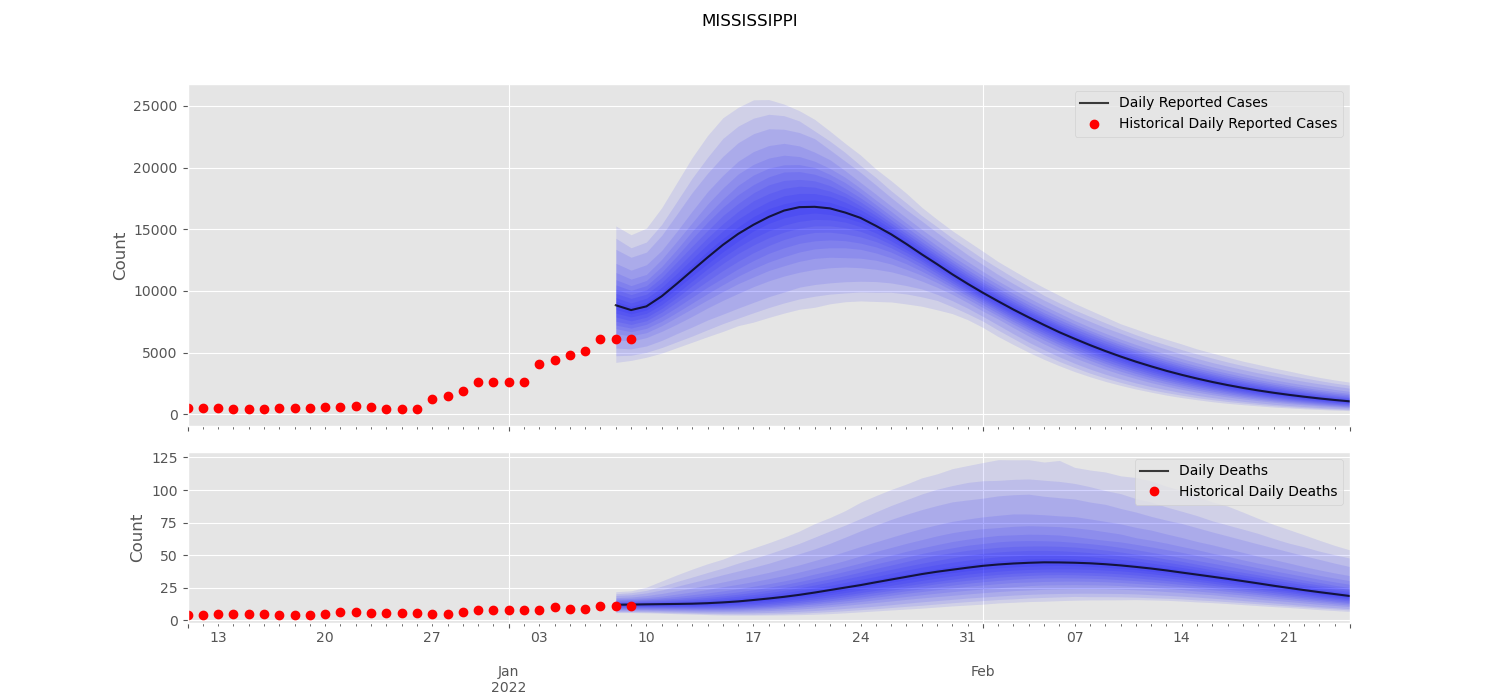 MISSISSIPPI
25000
20000
15000
10000
5000
0
Count
Daily Reported Cases
Historical Daily Reported Cases
125
100
75
50
25
0
Count
Daily Deaths
Historical Daily Deaths
13 20 27 03 10 17 24 31 07 14 21
Jan Feb
2022